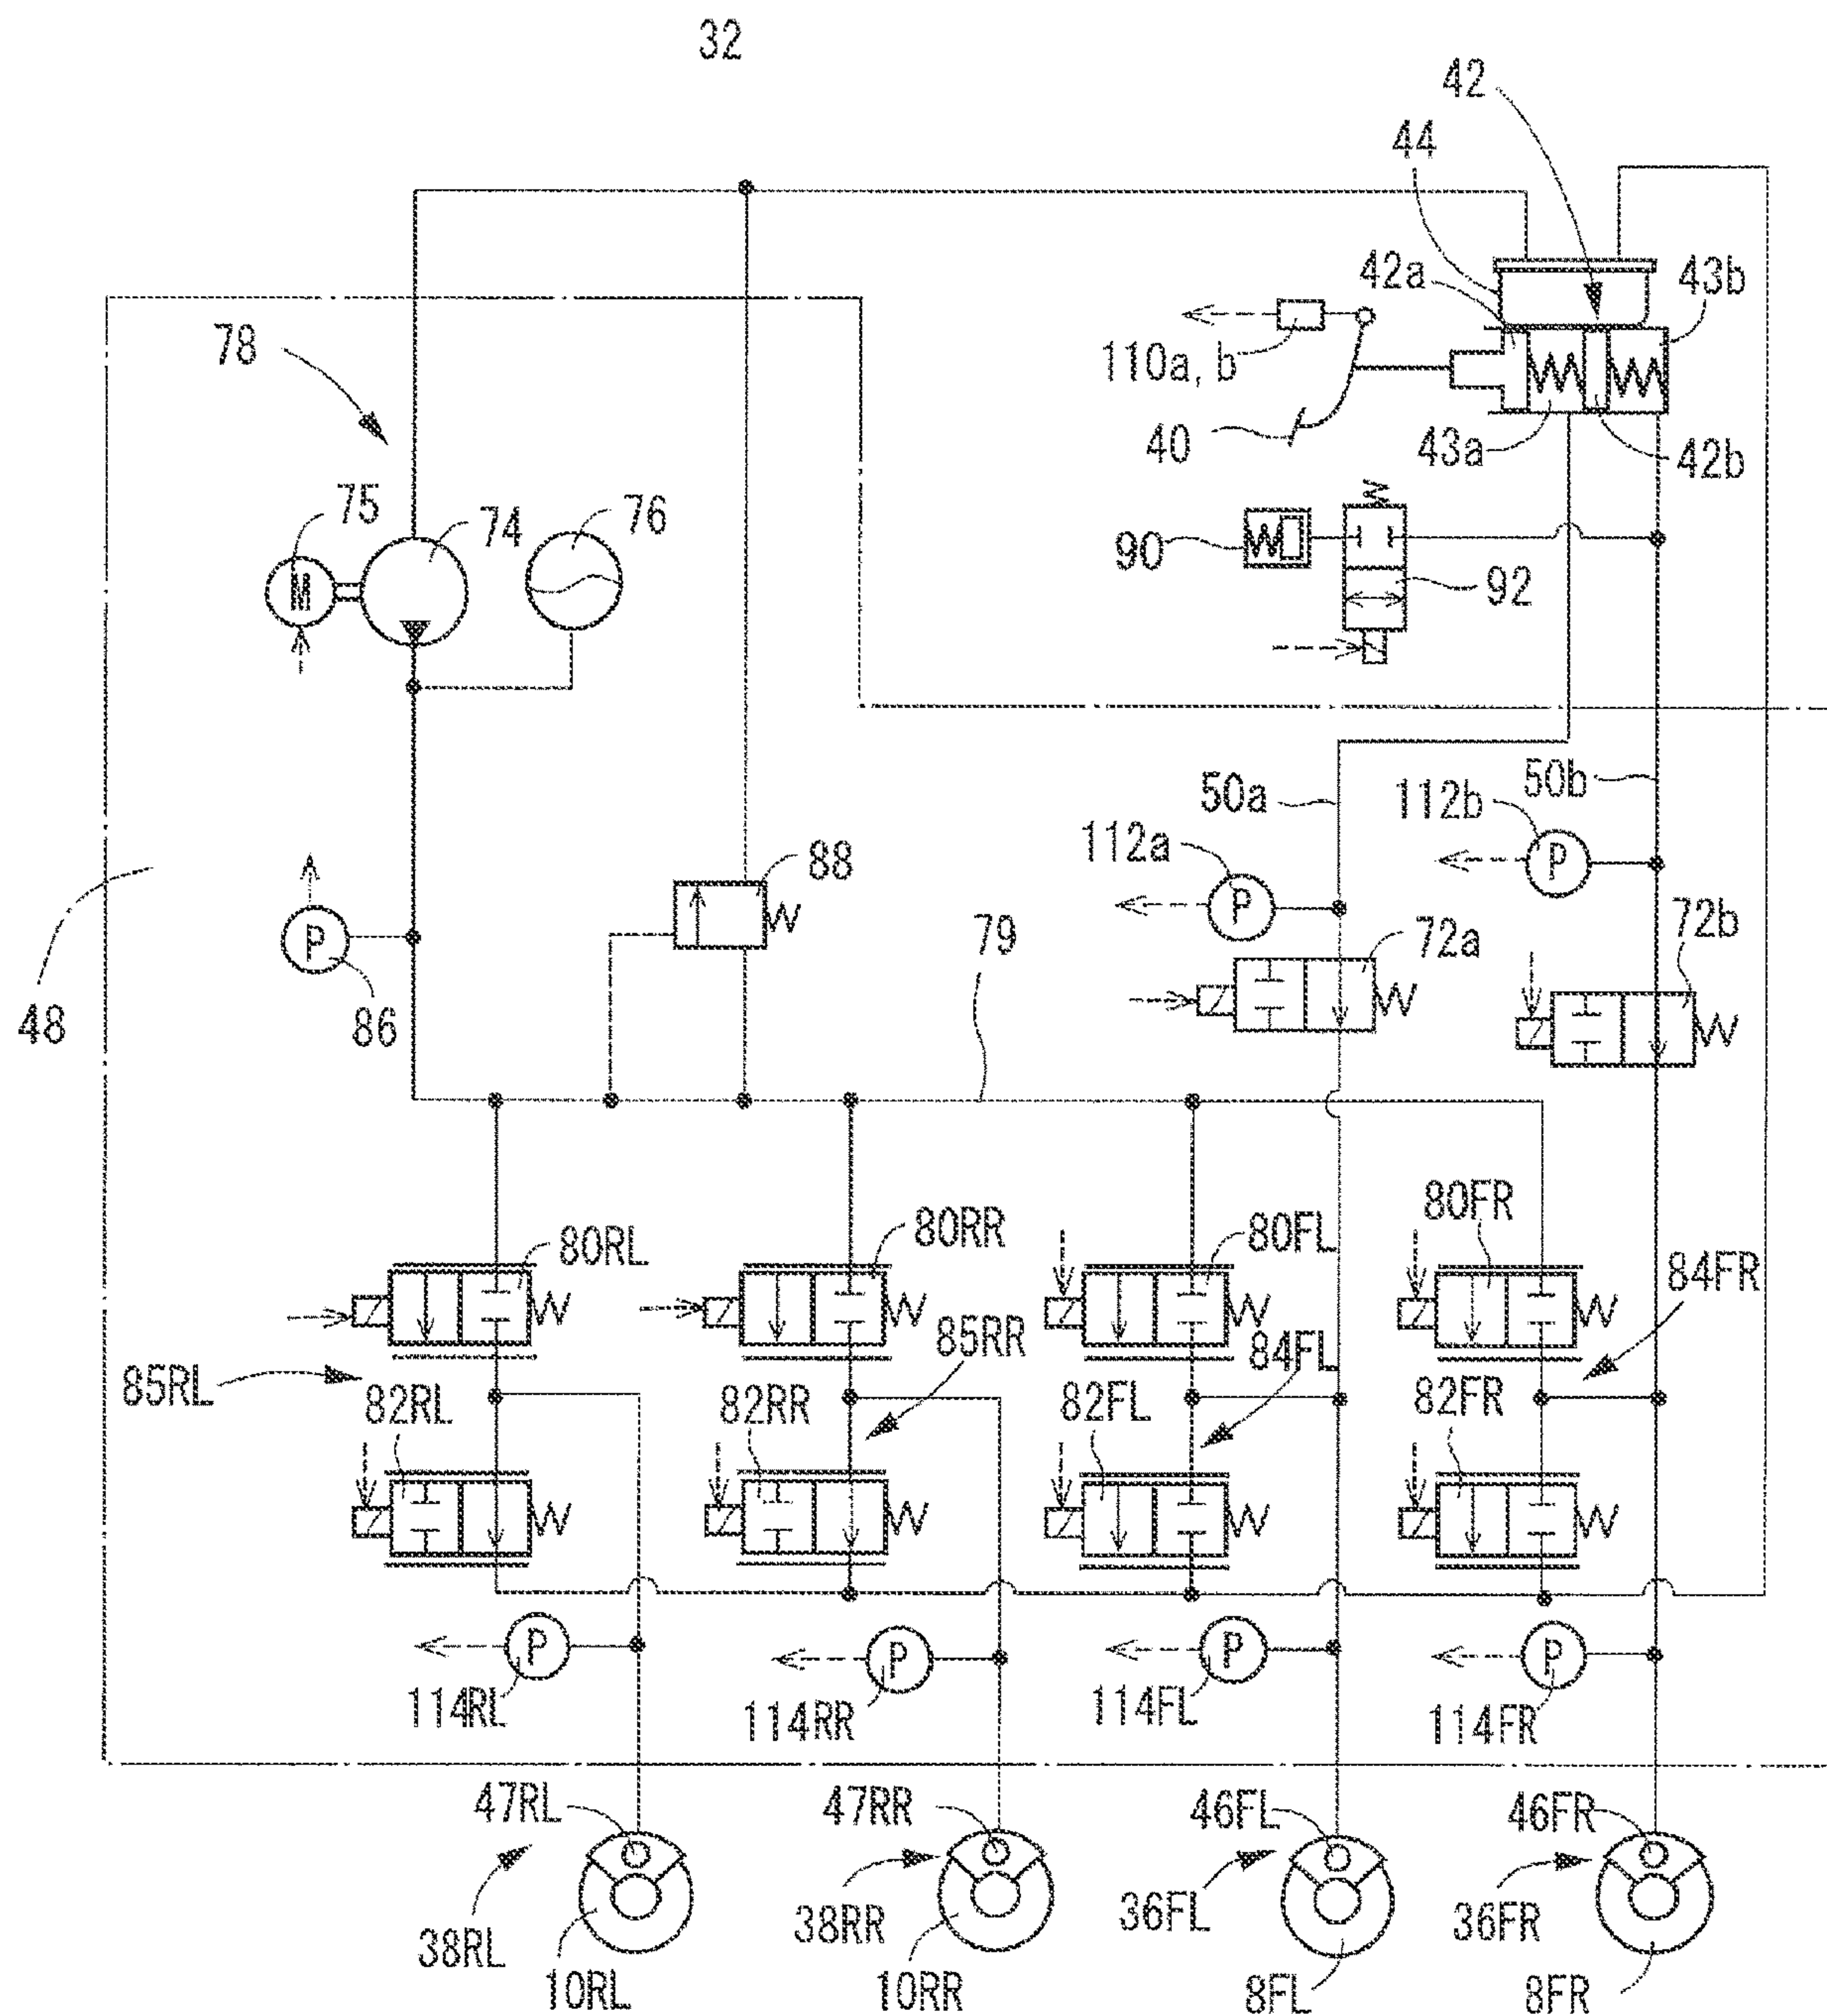 32
42
44
42a
43b
78
110a, b
40
43a
42b
75
74
76
M
90
92
50a
50b
112b
112a
P
P
88
72a
72b
79
P
86
48
80RL
80RR
80FL
80FR
84FR
85RL
85RR
84FL
82RL
82RR
82FL
82FR
P
P
P
P
114RL
114RR
114FL
114FR
47RL
47RR
46FL
46FR
38RL
38RR
36FL
36FR
10RL
10RR
8FL
8FR